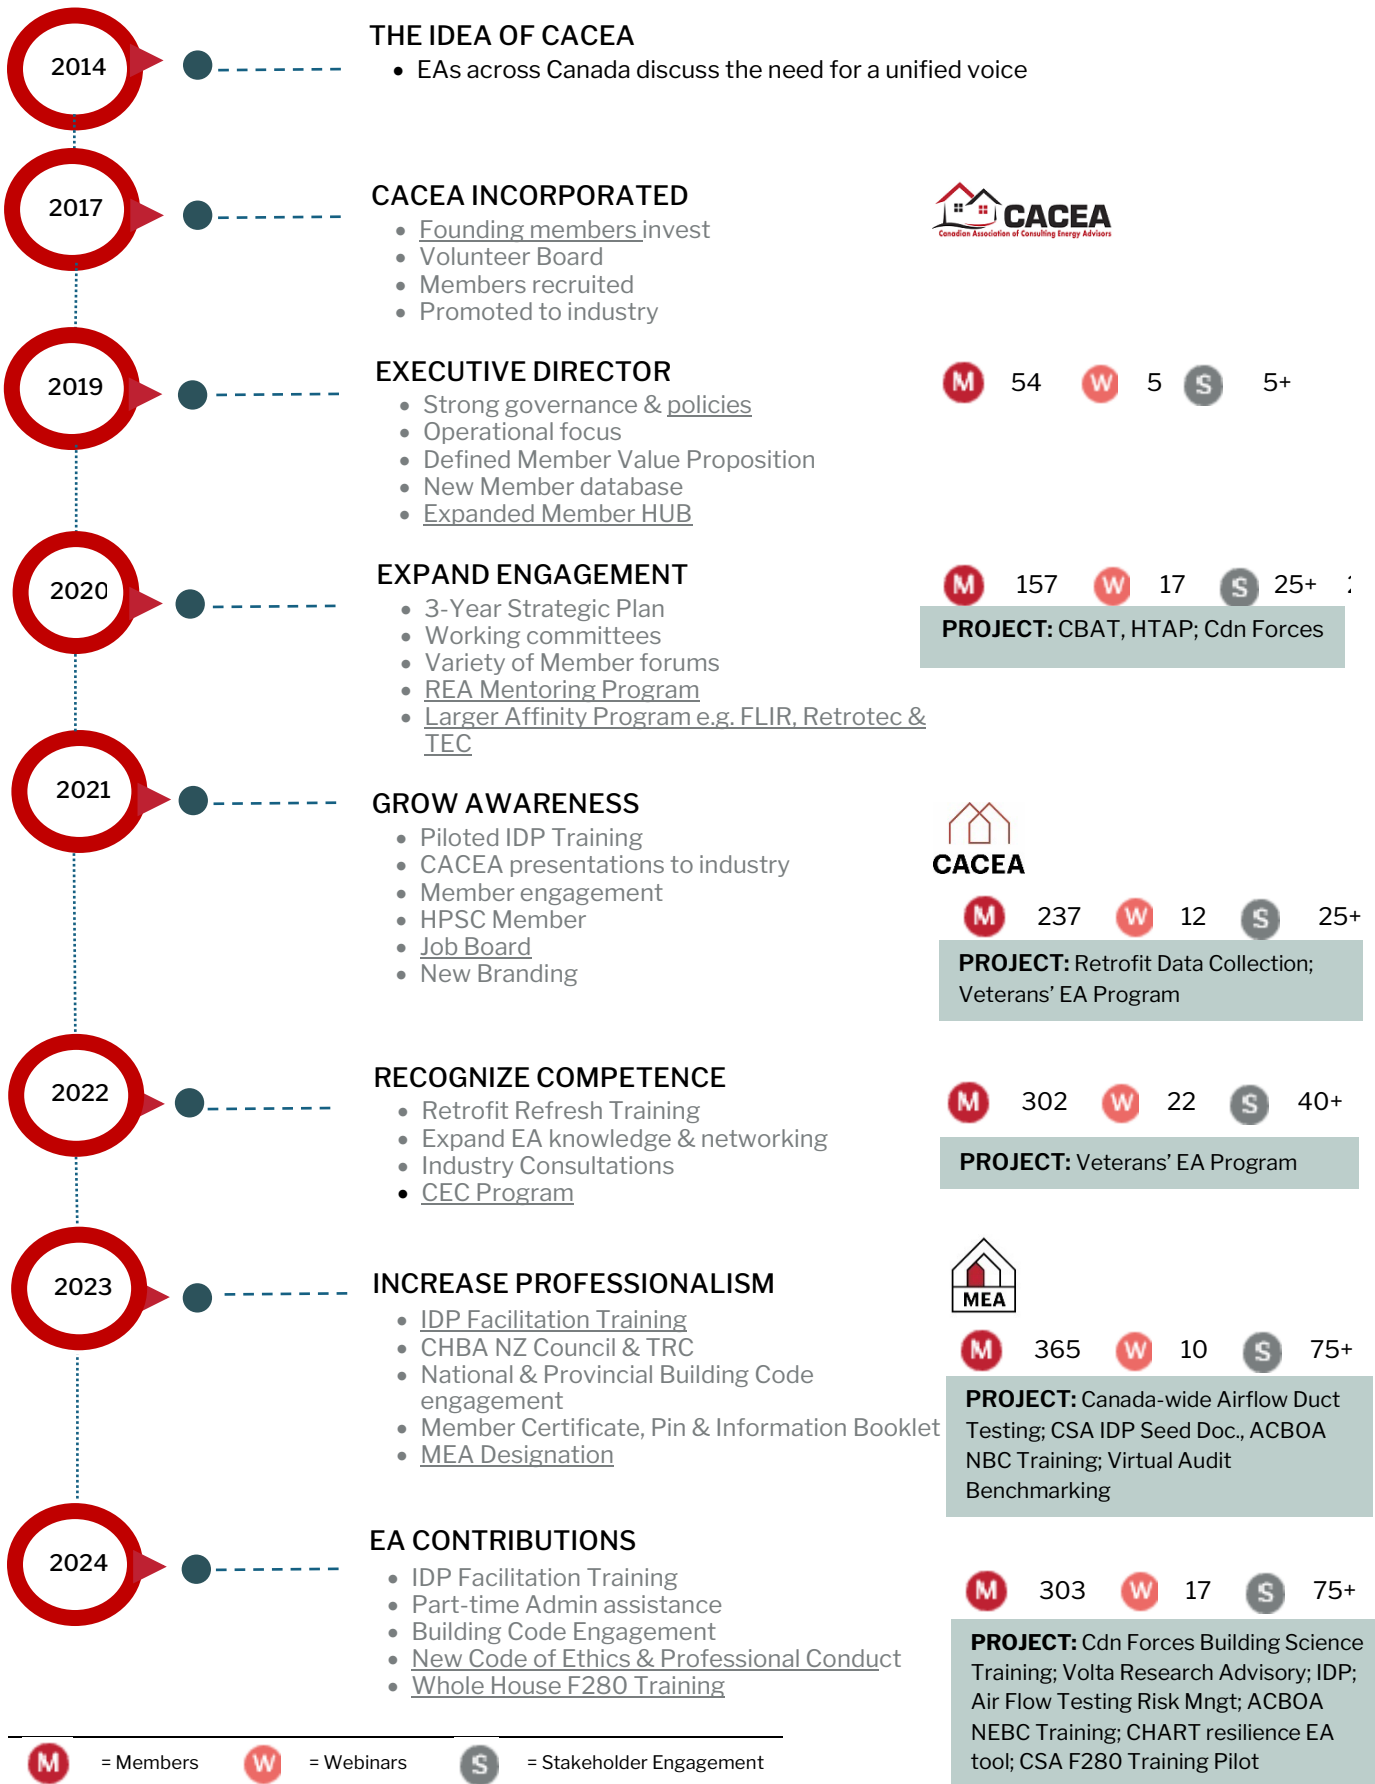 2014
THE IDEA OF CACEA
• EAs across Canada discuss the need for a unified voice
2017
CACEA INCORPORATED
• Founding members invest
• Volunteer Board
• Members recruited
• Promoted to industry
CACEA
Canadian Association of Consulting Energy Advisors
2019
EXECUTIVE DIRECTOR
• Strong governance & policies
• Operational focus
• Defined Member Value Proposition
• New Member database
• Expanded Member HUB
M 54 W 5 S 5+
2020
EXPAND ENGAGEMENT
• 3-Year Strategic Plan
• Working committees
• Variety of Member forums
• REA Mentoring Program
• Larger Affinity Program e.g. FLIR, Retrotec &
TEC
M 157 W 17 S 25+
PROJECT: CBAT, HTAP; Cdn Forces
2021
GROW AWARENESS
• Piloted IDP Training
• CACEA presentations to industry
• Member engagement
• HPSC Member
• Job Board
• New Branding
CACEA
M 237 W 12 S 25+
PROJECT: Retrofit Data Collection;
Veterans’ EA Program
2022
RECOGNIZE COMPETENCE
• Retrofit Refresh Training
• Expand EA knowledge & networking
• Industry Consultations
• CEC Program
M 302 W 22 S 40+
PROJECT: Veterans’ EA Program
2023
INCREASE PROFESSIONALISM
• IDP Facilitation Training
• CHBA NZ Council & TRC
• National & Provincial Building Code
engagement
• Member Certificate, Pin & Information Booklet
• MEA Designation
MEA
M 365 W 10 S 75+
PROJECT: Canada-wide Airflow Duct
Testing; CSA IDP Seed Doc., ACBOA
NBC Training; Virtual Audit
Benchmarking
2024
EA CONTRIBUTIONS
• IDP Facilitation Training
• Part-time Admin assistance
• Building Code Engagement
• New Code of Ethics & Professional Conduct
• Whole House F280 Training
M 303 W 17 S 75+
PROJECT: Cdn Forces Building Science
Training; Volta Research Advisory; IDP;
Air Flow Testing Risk Mngt; ACBOA
NEBC Training; CHART resilience EA
tool; CSA F280 Training Pilot
M = Members W = Webinars S = Stakeholder Engagement